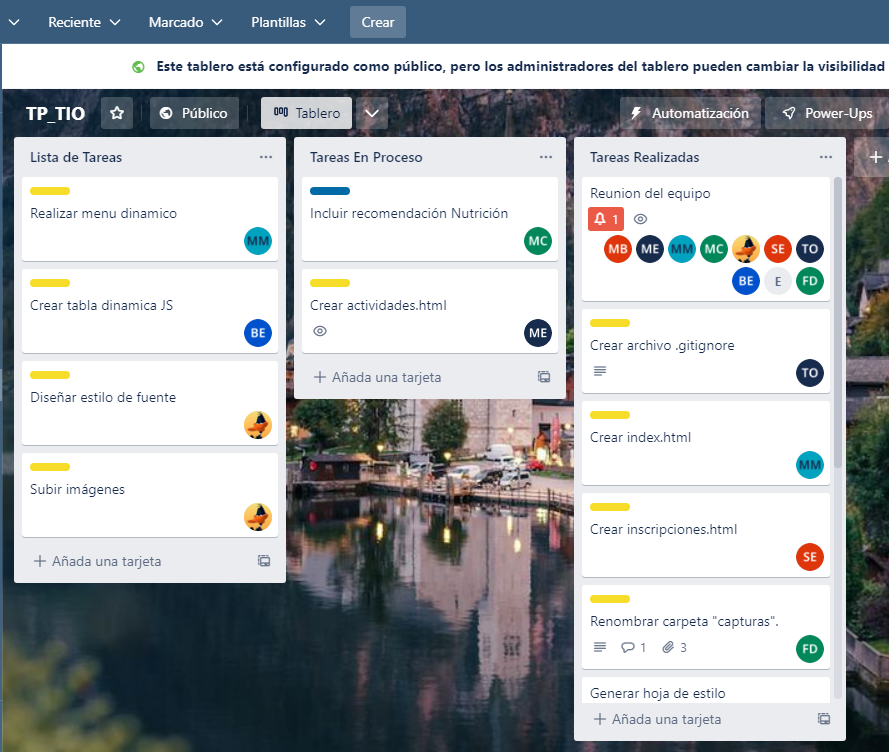 Reciente
Marcado
Plantillas
Crear
Este tablero está configurado como público, pero los administradores del tablero pueden cambiar la visibilidad
TP_TIO
Público
Tablero
Automatización
Power-Ups
Lista de Tareas
Realizar menu dinamico
MM
Crear tabla dinamica JS
BE
Diseñar estilo de fuente
Subir imágenes
Añada una tarjeta
Tareas En Proceso
Incluir recomendación Nutrición
MC
Crear actividades.html
ME
Añada una tarjeta
Tareas Realizadas
Reunion del equipo
1
MB ME MM MC SE TO
BE E FD
Crear archivo .gitignore
TO
Crear index.html
MM
Crear inscripciones.html
SE
Renombrar carpeta "capturas".
1 3
FD
Generar hoja de estilo
Añada una tarjeta